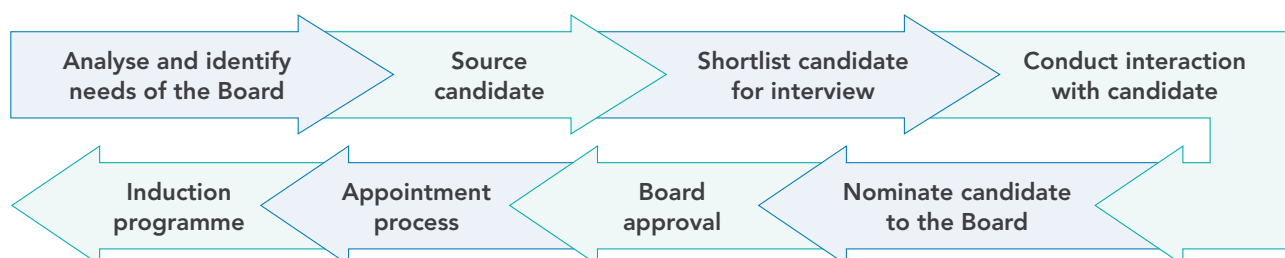 Analyse and identify
needs of the Board
Source
candidate
Shortlist candidate
for interview
Conduct interaction
with candidate
Nominate candidate
to the Board
Board
approval
Appointment
process
Induction
programme